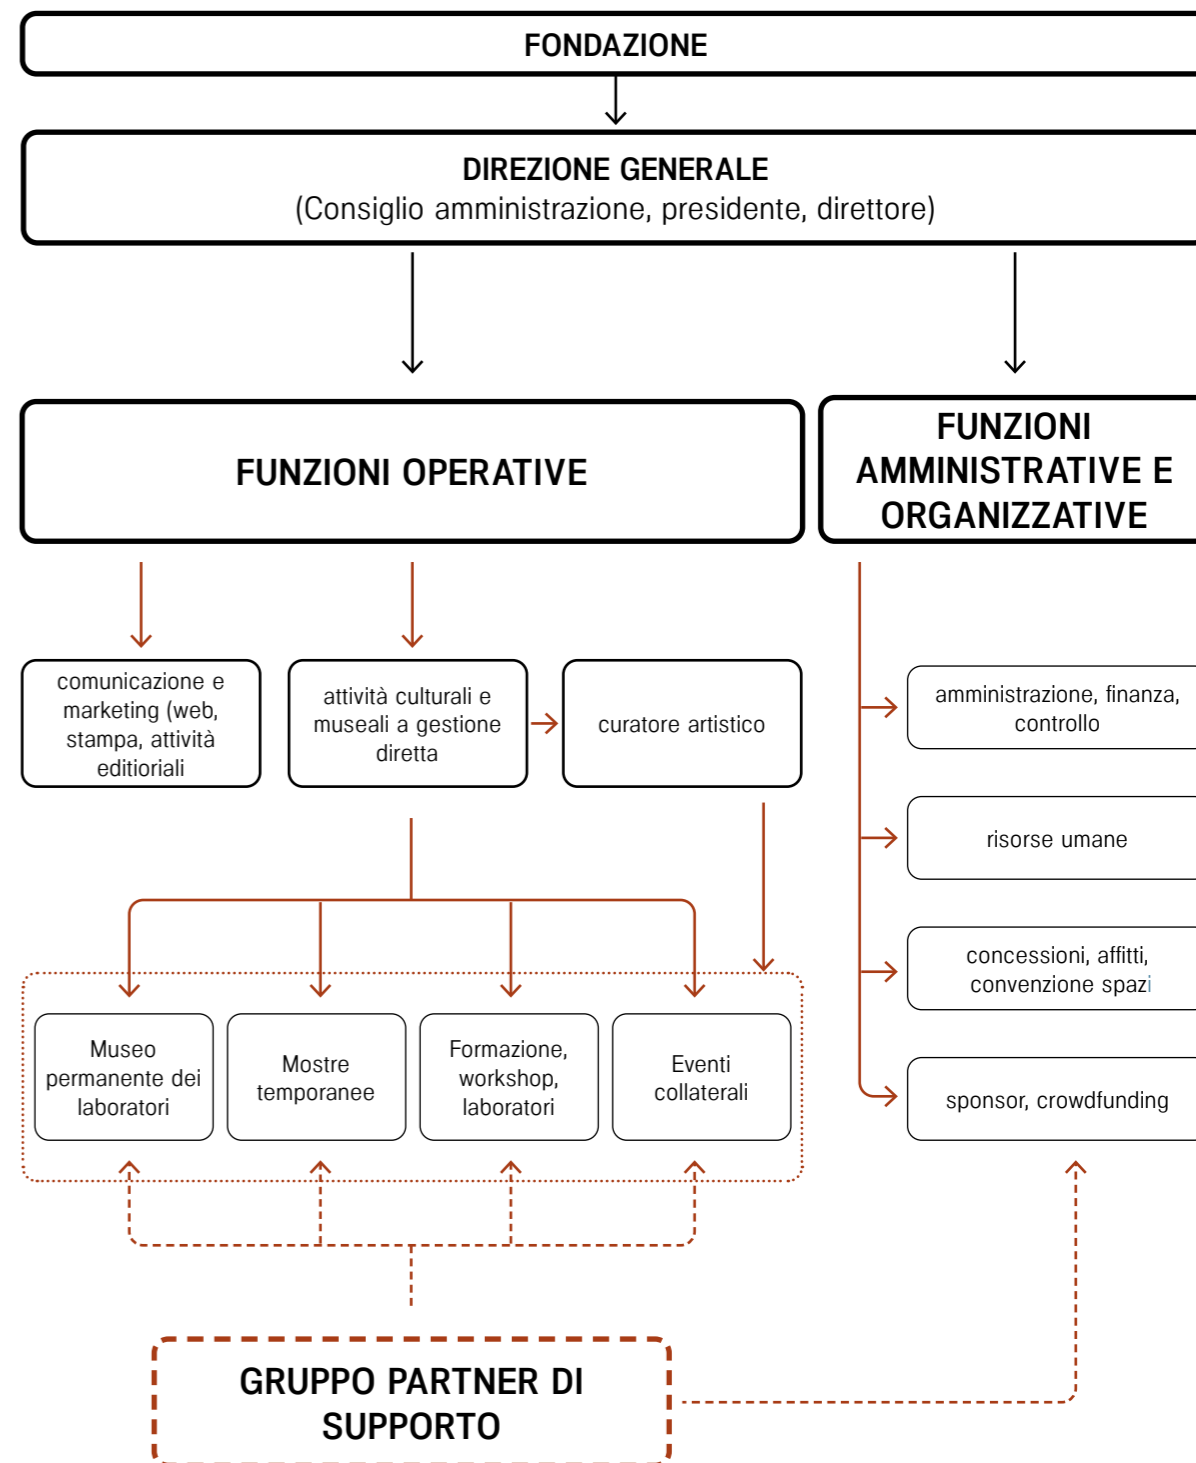 FONDAZIONE
DIREZIONE GENERALE
(Consiglio amministrazione, presidente, direttore)
FUNZIONI OPERATIVE
FUNZIONI
AMMINISTRATIVE E
ORGANIZZATIVE
comunicazione e
marketing (web,
stampa, attività
editioriali
attività culturali e
museali a gestione
diretta
curatore artistico
amministrazione, finanza,
controllo
risorse umane
concessioni, affitti,
convenzione spazi
sponsor, crowdfunding
Museo
permanente dei
laboratori
Mostre
temporanee
Formazione,
workshop,
laboratori
Eventi
collaterali
GRUPPO PARTNER DI
SUPPORTO